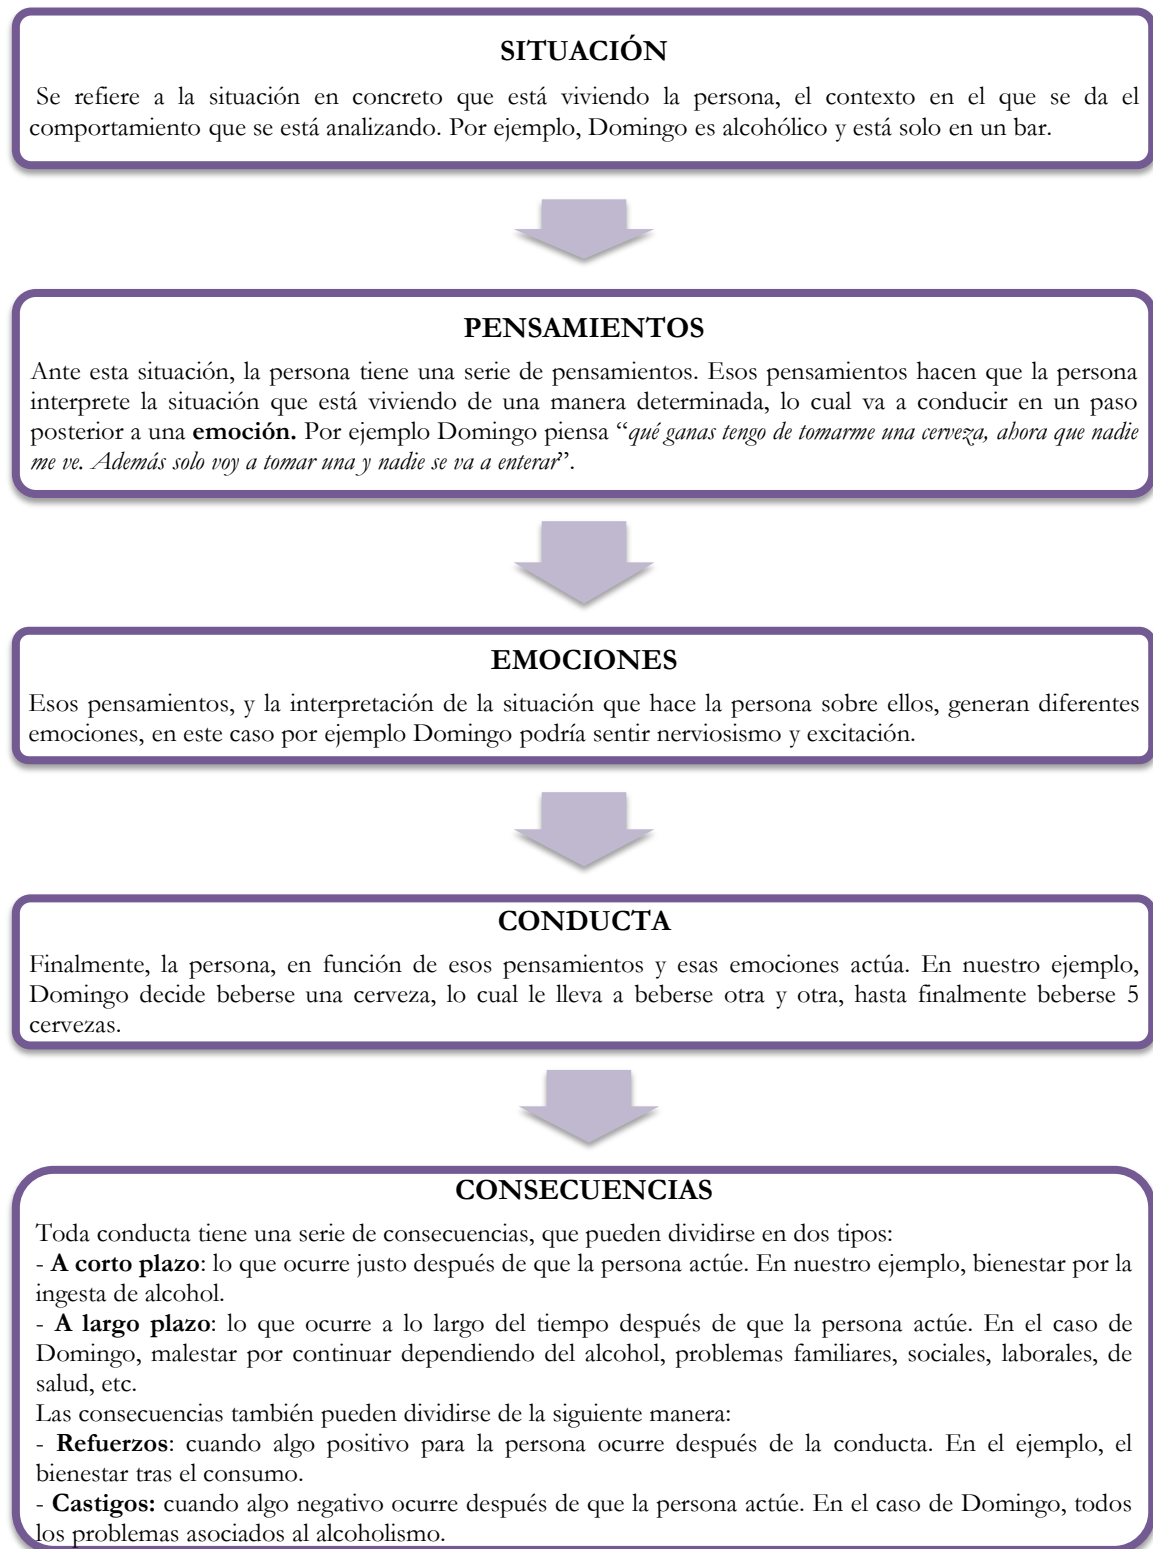 SITUACIÓN
Se refiere a la situación en concreto que está viviendo la persona, el contexto en el que se da el
comportamiento que se está analizando. Por ejemplo, Domingo es alcohólico y está solo en un bar.
PENSAMIENTOS
Ante esta situación, la persona tiene una serie de pensamientos. Esos pensamientos hacen que la persona
interprete la situación que está viviendo de una manera determinada, lo cual va a conducir en un paso
posterior a una emoción. Por ejemplo Domingo piensa “qué ganas tengo de tomarme una cerveza, ahora que nadie
me ve. Además solo voy a tomar una y nadie se va a enterar”.
EMOCIONES
Esos pensamientos, y la interpretación de la situación que hace la persona sobre ellos, generan diferentes
emociones, en este caso por ejemplo Domingo podría sentir nerviosismo y excitación.
CONDUCTA
Finalmente, la persona, en función de esos pensamientos y esas emociones actúa. En nuestro ejemplo,
Domingo decide beberse una cerveza, lo cual le lleva a beberse otra y otra, hasta finalmente beberse 5
cervezas.
CONSECUENCIAS
Toda conducta tiene una serie de consecuencias, que pueden dividirse en dos tipos:
- A corto plazo: lo que ocurre justo después de que la persona actúe. En nuestro ejemplo, bienestar por la
ingesta de alcohol.
- A largo plazo: lo que ocurre a lo largo del tiempo después de que la persona actúe. En el caso de
Domingo, malestar por continuar dependiendo del alcohol, problemas familiares, sociales, laborales, de
salud, etc.
Las consecuencias también pueden dividirse de la siguiente manera:
- Refuerzos: cuando algo positivo para la persona ocurre después de la conducta. En el ejemplo, el
bienestar tras el consumo.
- Castigos: cuando algo negativo ocurre después de que la persona actúe. En el caso de Domingo, todos
los problemas asociados al alcoholismo.